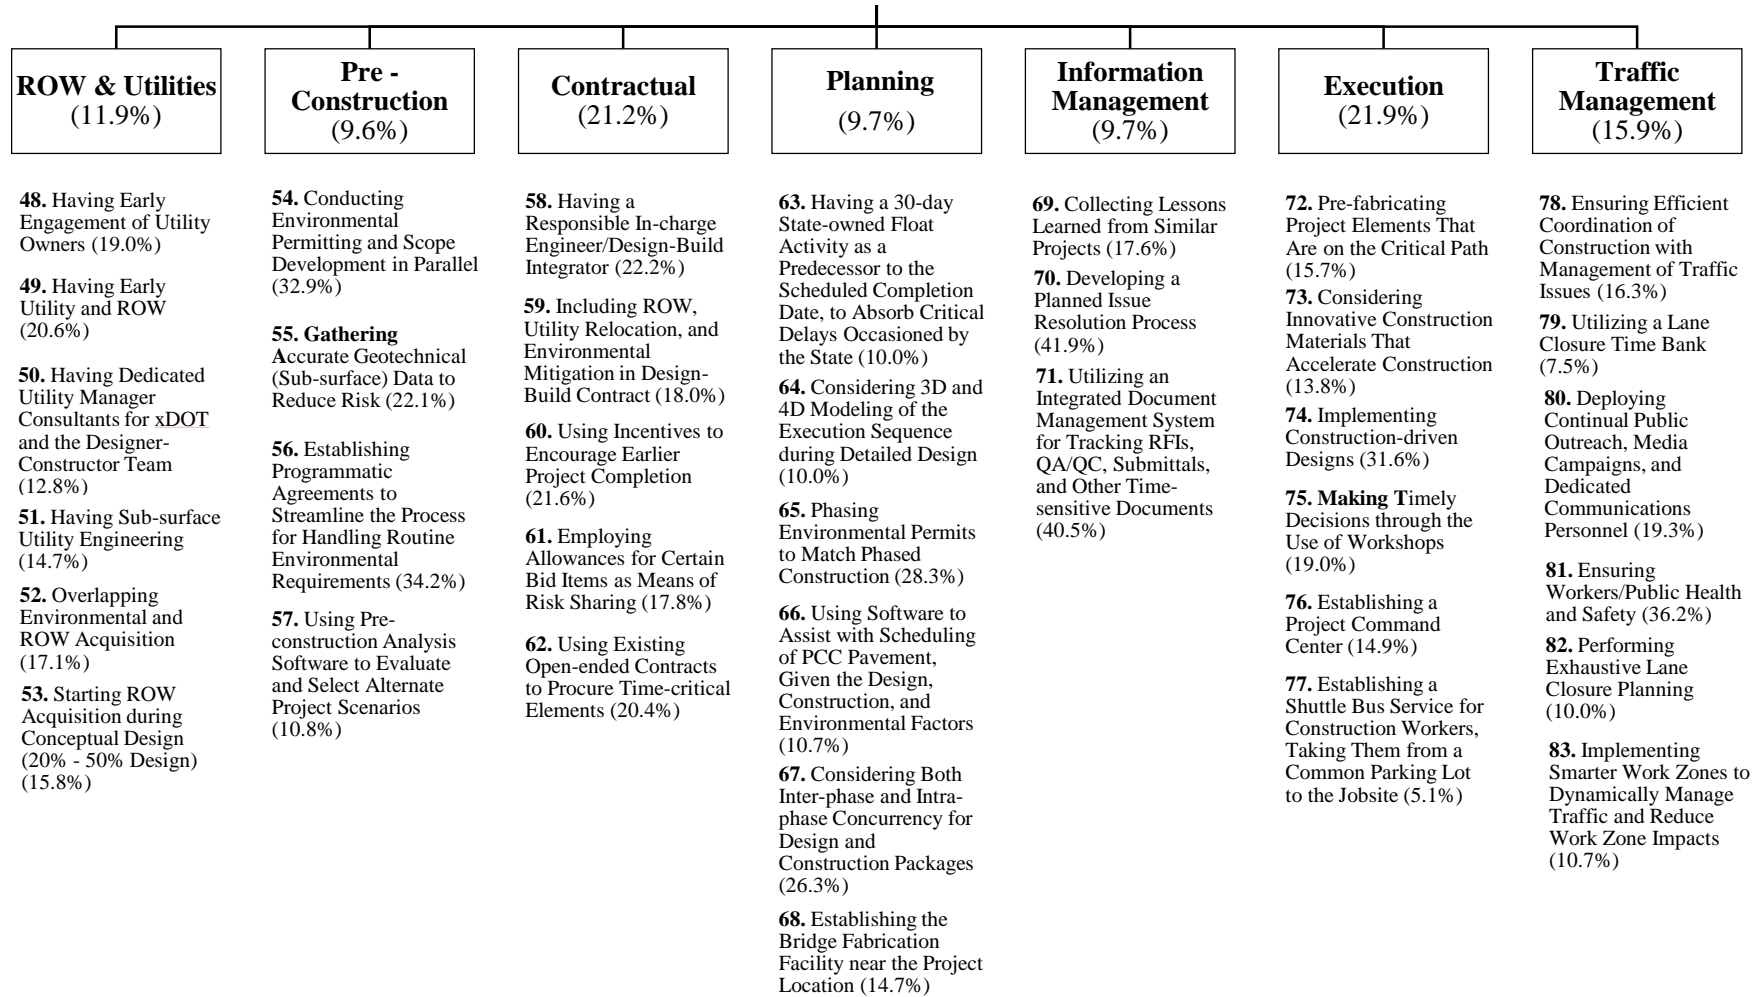 ROW & Utilities
(11.9%)
48. Having Early
Engagement of Utility
Owners (19.0%)
49. Having Early
Utility and ROW
(20.6%)
50. Having Dedicated
Utility Manager
Consultants for xDOT
and the Designer-
Constructor Team
(12.8%)
51. Having Sub-surface
Utility Engineering
(14.7%)
52. Overlapping
Environmental and
ROW Acquisition
(17.1%)
53. Starting ROW
Acquisition during
Conceptual Design
(20% - 50% Design)
(15.8%)
Pre -
Construction
(9.6%)
54. Conducting
Environmental
Permitting and Scope
Development in Parallel
(32.9%)
55. Gathering
Accurate Geotechnical
(Sub-surface) Data to
Reduce Risk (22.1%)
56. Establishing
Programmatic
Agreements to
Streamline the Process
for Handling Routine
Environmental
Requirements (34.2%)
57. Using Pre-
construction Analysis
Software to Evaluate
and Select Alternate
Project Scenarios
(10.8%)
Contractual
(21.2%)
58. Having a
Responsible In-charge
Engineer/Design-Build
Integrator (22.2%)
59. Including ROW,
Utility Relocation, and
Environmental
Mitigation in Design-
Build Contract (18.0%)
60. Using Incentives to
Encourage Earlier
Project Completion
(21.6%)
61. Employing
Allowances for Certain
Bid Items as Means of
Risk Sharing (17.8%)
62. Using Existing
Open-ended Contracts
to Procure Time-critical
Elements (20.4%)
Planning
(9.7%)
63. Having a 30-day
State-owned Float
Activity as a
Predecessor to the
Scheduled Completion
Date, to Absorb Critical
Delays Occasioned by
the State (10.0%)
64. Considering 3D and
4D Modeling of the
Execution Sequence
during Detailed Design
(10.0%)
65. Phasing
Environmental Permits
to Match Phased
Construction (28.3%)
66. Using Software to
Assist with Scheduling
of PCC Pavement,
Given the Design,
Construction, and
Environmental Factors
(10.7%)
67. Considering Both
Inter-phase and Intra-
phase Concurrency for
Design and
Construction Packages
(26.3%)
68. Establishing the
Bridge Fabrication
Facility near the Project
Location (14.7%)
Information
Management
(9.7%)
69. Collecting Lessons
Learned from Similar
Projects (17.6%)
70. Developing a
Planned Issue
Resolution Process
(41.9%)
71. Utilizing an
Integrated Document
Management System
for Tracking RFIs,
QA/QC, Submittals,
and Other Time-
sensitive Documents
(40.5%)
Execution
(21.9%)
72. Pre-fabricating
Project Elements That
Are on the Critical Path
(15.7%)
73. Considering
Innovative Construction
Materials That
Accelerate Construction
(13.8%)
74. Implementing
Construction-driven
Designs (31.6%)
75. Making Timely
Decisions through the
Use of Workshops
(19.0%)
76. Establishing a
Project Command
Center (14.9%)
77. Establishing a
Shuttle Bus Service for
Construction Workers,
Taking Them from a
Common Parking Lot
to the Jobsite (5.1%)
Traffic
Management
(15.9%)
78. Ensuring Efficient
Coordination of
Construction with
Management of Traffic
Issues (16.3%)
79. Utilizing a Lane
Closure Time Bank
(7.5%)
80. Deploying
Continual Public
Outreach, Media
Campaigns, and
Dedicated
Communications
Personnel (19.3%)
81. Ensuring
Workers/Public Health
and Safety (36.2%)
82. Performing
Exhaustive Lane
Closure Planning
(10.0%)
83. Implementing
Smarter Work Zones to
Dynamically Manage
Traffic and Reduce
Work Zone Impacts
(10.7%)